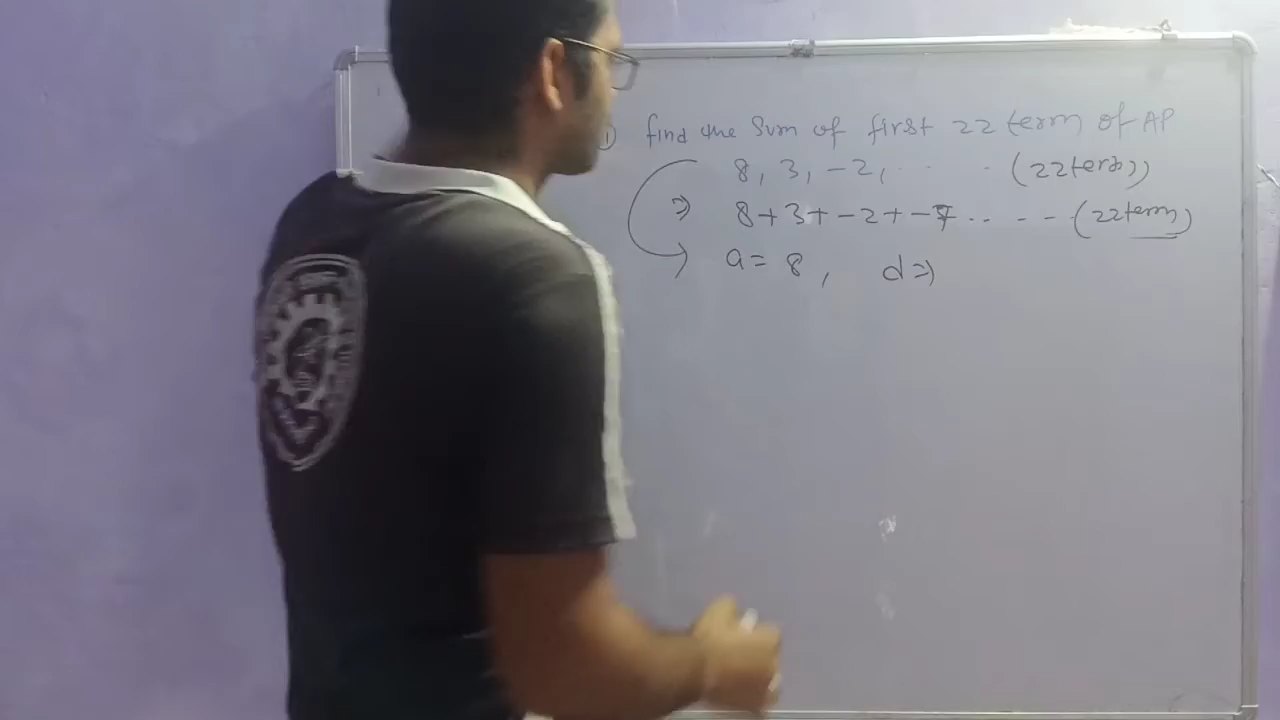 1) find the sum of first 22 term of AP
8, 3, -2, . . . (22 term)
⇒ 8+3+-2+-7.. - - - (22 term)
a = 8, d ⇒